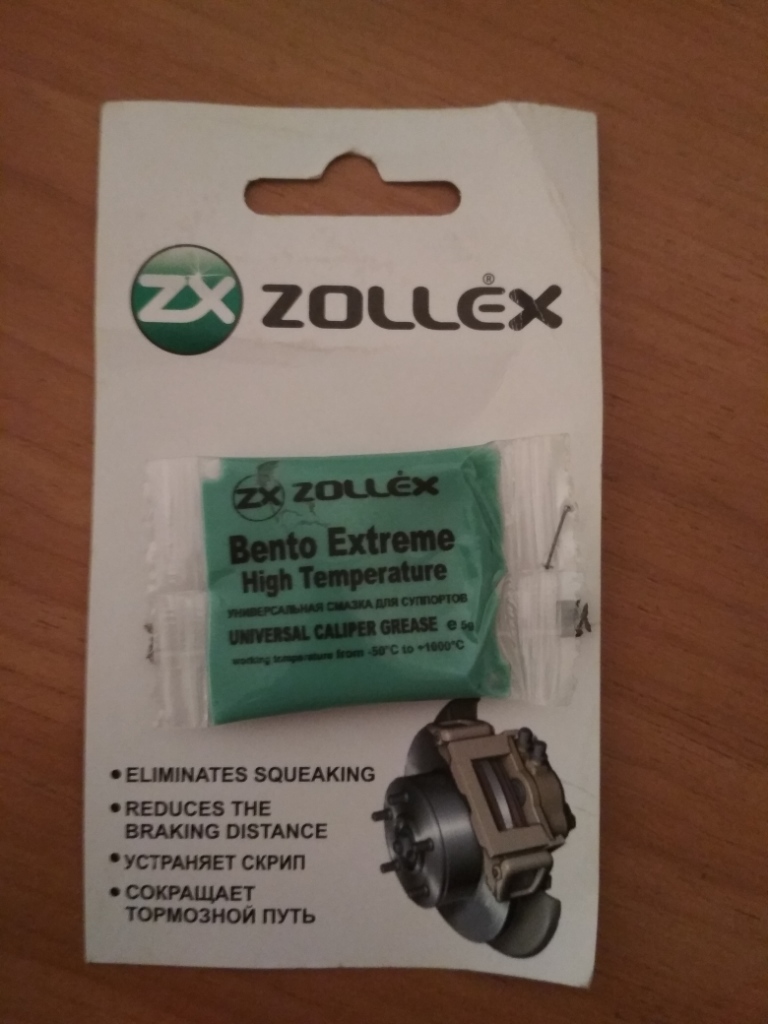 ZX ZOLLEX®
ZX ZOLLEX
Bento Extreme
High Temperature
УНИВЕРСАЛЬНАЯ СМАЗКА ДЛЯ СУППОРТОВ
UNIVERSAL CALIPER GREASE e 5g
working temperature from -50°C to +1000°C
• ELIMINATES SQUEAKING
• REDUCES THE
BRAKING DISTANCE
• УСТРАНЯЕТ СКРИП
• СОКРАЩАЕТ
ТОРМОЗНОЙ ПУТЬ